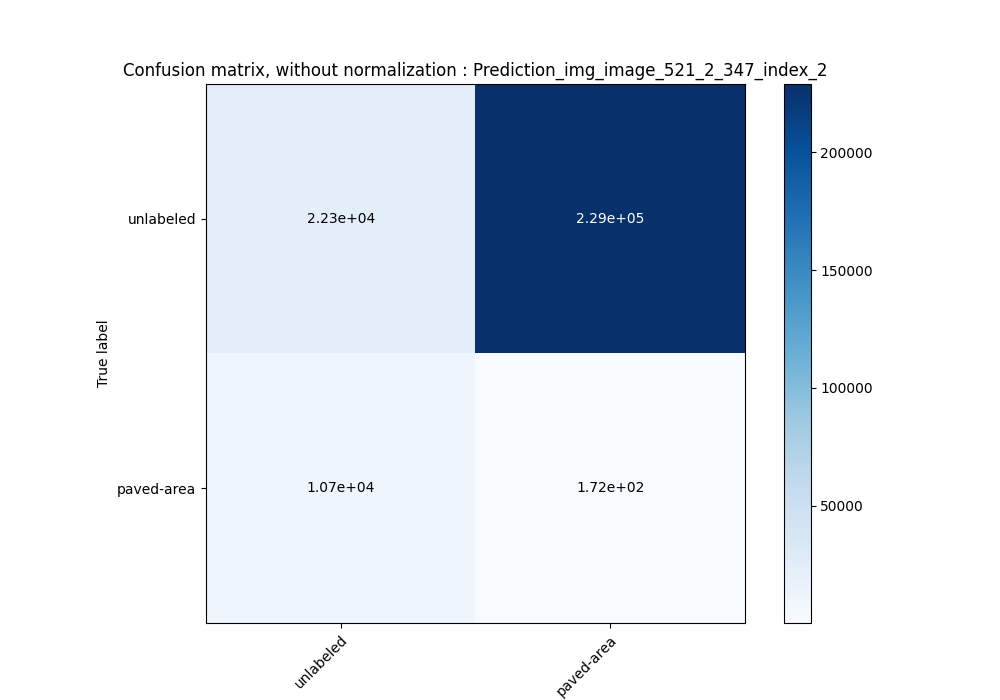 Confusion matrix, without normalization : Prediction_img_image_521_2_347_index_2
unlabeled
2.23e+04
2.29e+05
paved-area
1.07e+04
1.72e+02
True label
unlabeled
paved-area
200000
150000
100000
50000